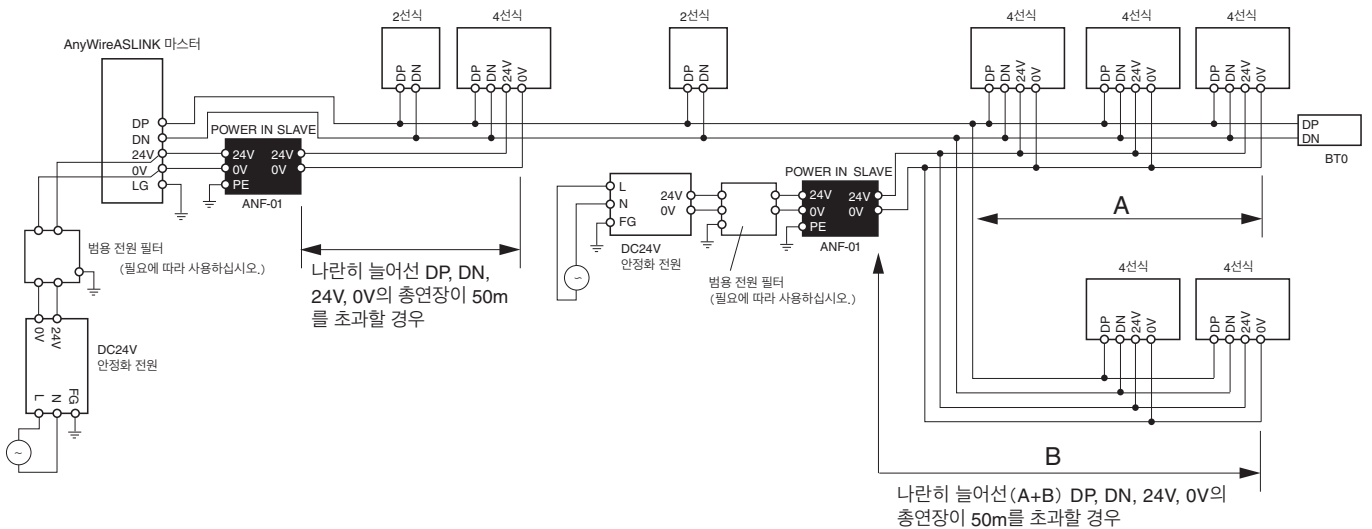 AnyWireASLINK 마스터
DP
DN
24V
0V
LG
POWER IN SLAVE
24V 24V
0V 0V
PE
ANF-01
범용 전원 필터
(필요에 따라 사용하십시오.)
0V 24V
DC24V
안정화 전원
L N FG
~
2선식
DP DN
4선식
DP DN 24V 0V
나란히 늘어선 DP, DN,
24V, 0V의 총연장이 50m
를 초과할 경우
2선식
DP DN
L
N
FG
24V
0V
DC24V
안정화 전원
~
범용 전원 필터
(필요에 따라 사용하십시오.)
POWER IN SLAVE
24V 24V
0V 0V
PE
ANF-01
4선식
DP DN 24V 0V
4선식
DP DN 24V 0V
4선식
DP DN 24V 0V
DP
DN
BT0
A
4선식
DP DN 24V 0V
4선식
DP DN 24V 0V
B
나란히 늘어선(A+B) DP, DN, 24V, 0V의
총연장이 50m를 초과할 경우